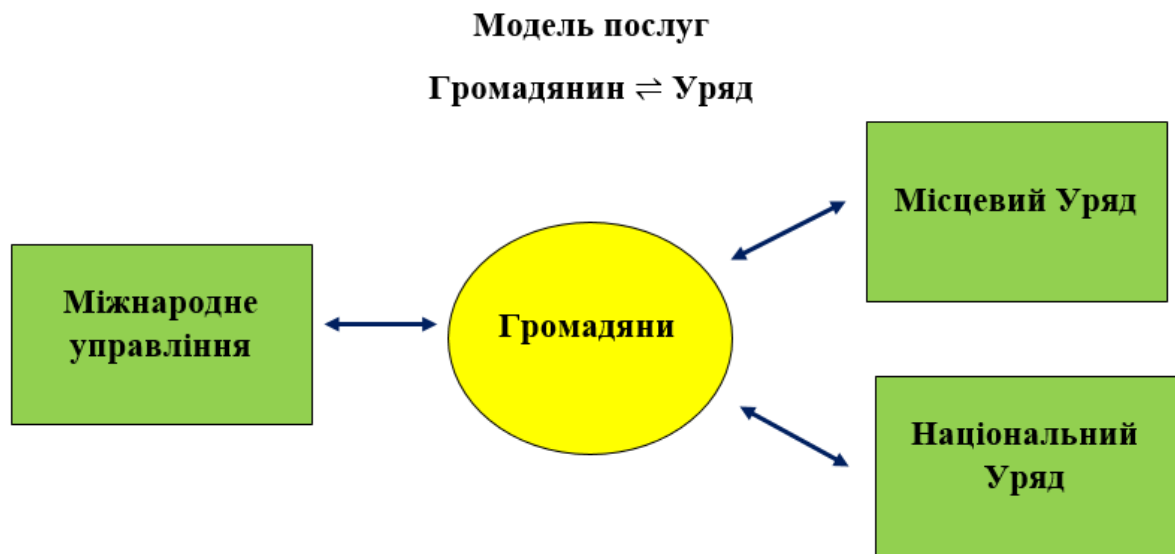 Модель послуг
Громадянин ⇌ Уряд
Місцевий Уряд
Міжнародне
управління
Громадяни
Національний
Уряд